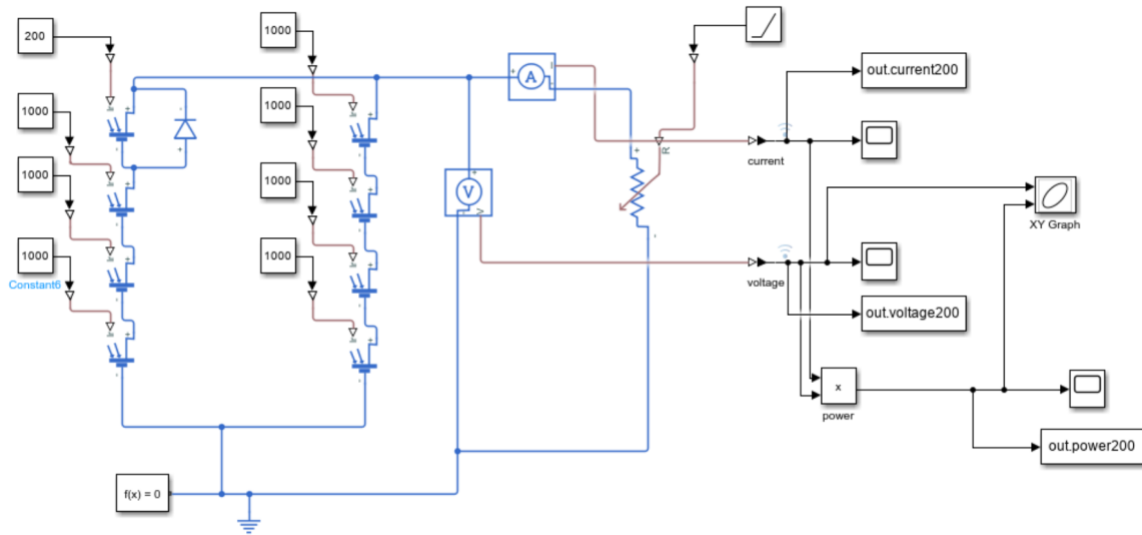 200
1000
1000
1000
Constant6
1000
1000
1000
1000
A
I
V
V
R
current
voltage
out.current200
out.voltage200
XY Graph
x
power
out.power200
f(x) = 0